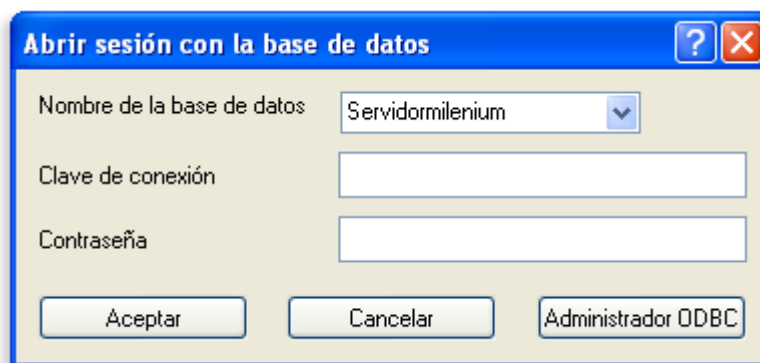 Abrir sesión con la base de datos
Nombre de la base de datos Servidormilenium
Clave de conexión
Contraseña
Aceptar Cancelar Administrador ODBC